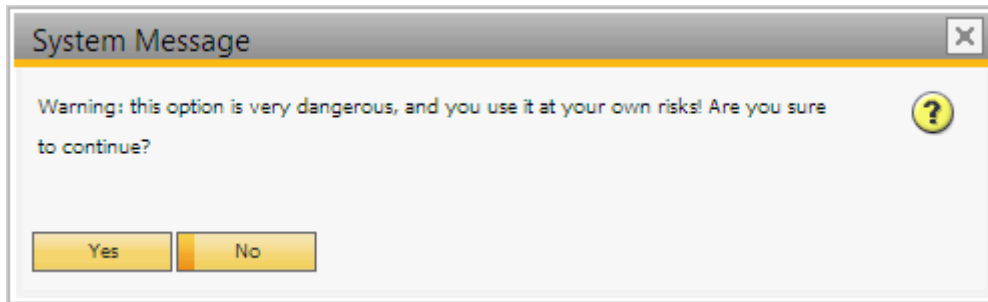 System Message
Warning: this option is very dangerous, and you use it at your own risks! Are you sure
to continue?
Yes
No